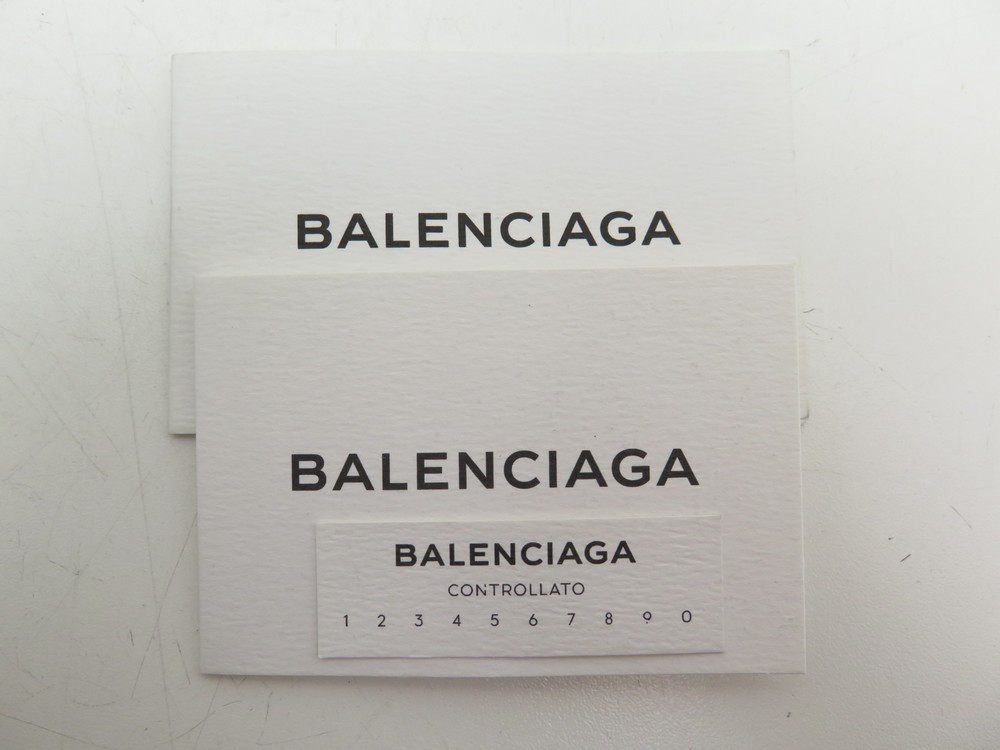 BALENCIAGA
BALENCIAGA
BALENCIAGA
CONTROLLATO
1 2 3 4 5 6 7 8 9 0